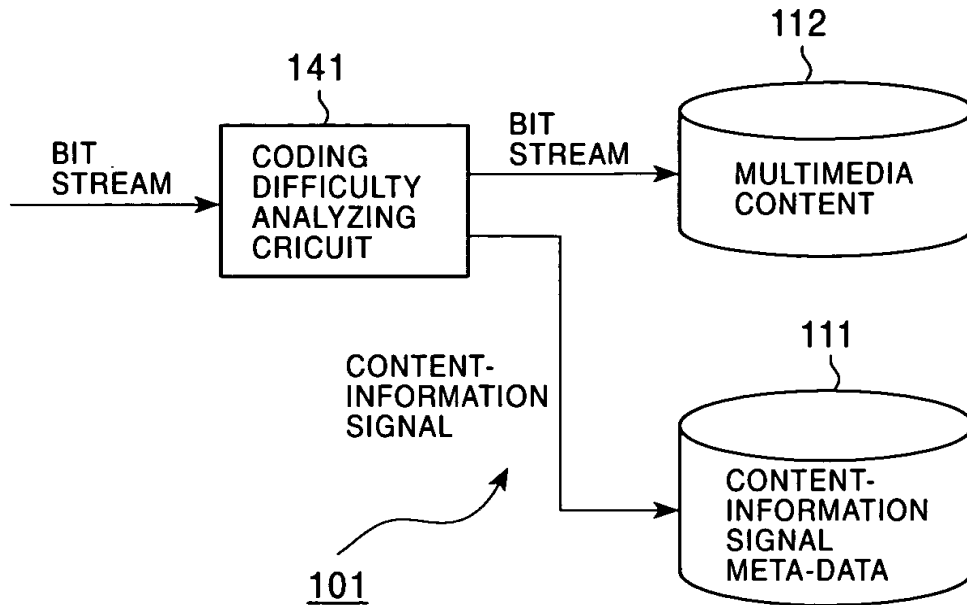 112
141
BIT
STREAM
CODING
DIFFICULTY
ANALYZING
CRICUIT
BIT
STREAM
MULTIMEDIA
CONTENT
111
CONTENT-
INFORMATION
SIGNAL
CONTENT-
INFORMATION
SIGNAL
META-DATA
101